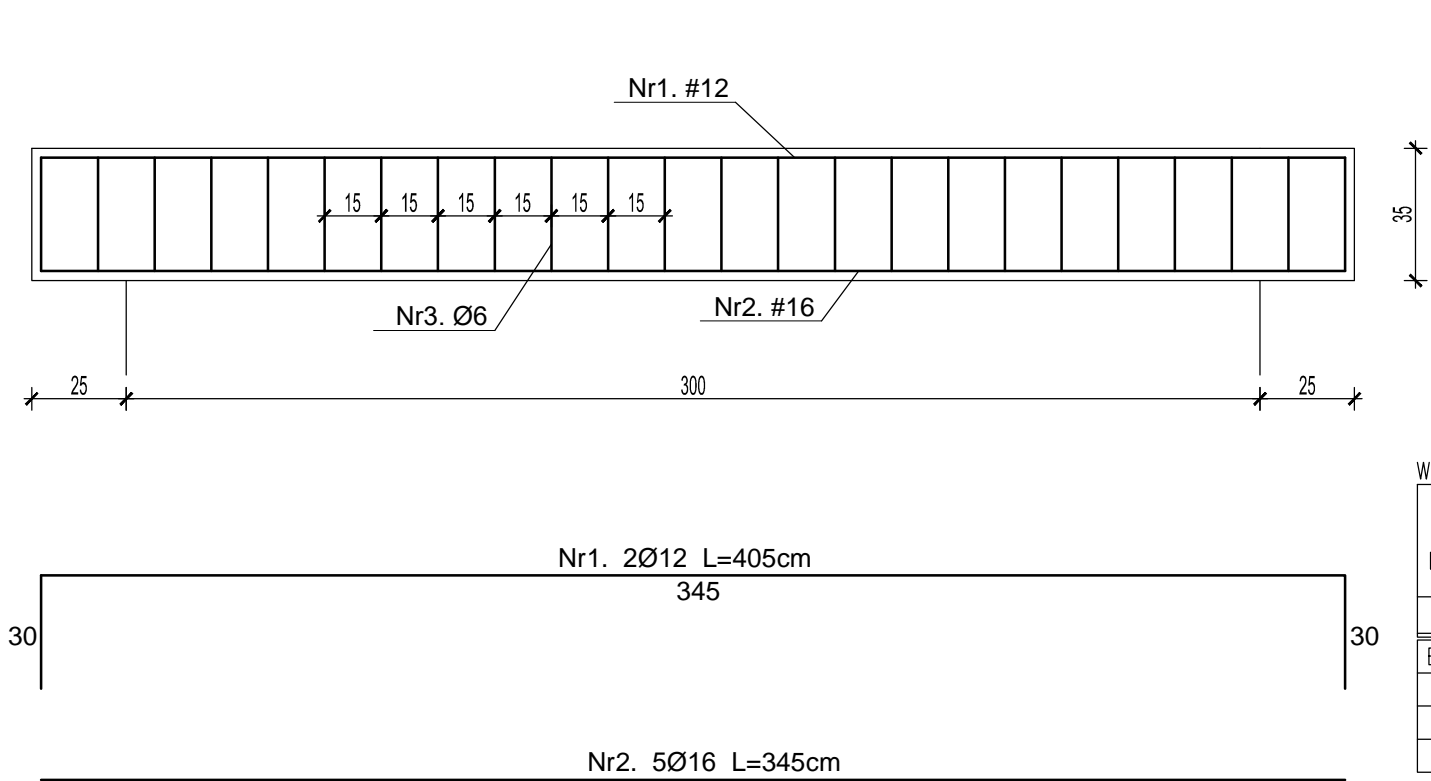 Nr1. #12
15 15 15 15 15 15
35
Nr3. Ø6
Nr2. #16
25 300 25
W
Nr1. 2Ø12 L=405cm
345
30 30
Nr2. 5Ø16 L=345cm